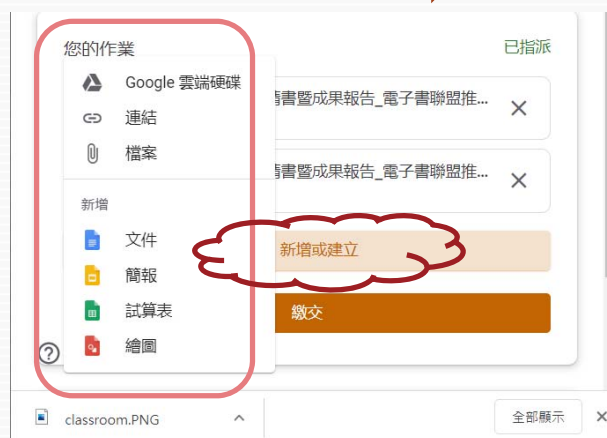 您的作業
已指派
Google 雲端硬碟
連結
檔案
新增
文件
簡報
試算表
繪圖
書暨成果報告_電子書聯盟推...
書暨成果報告_電子書聯盟推...
新增或建立
繳交
classroom.PNG
全部顯示